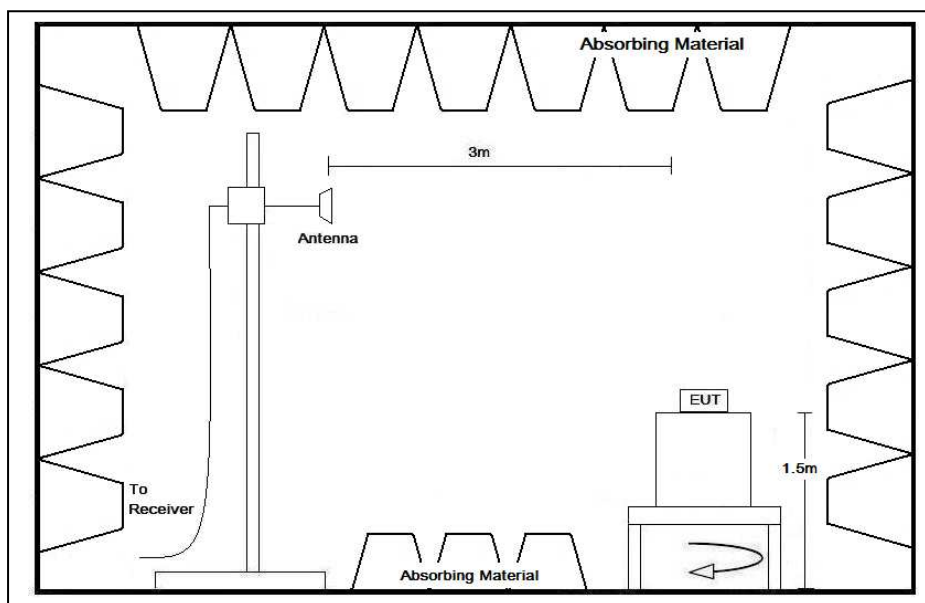 Absorbing Material
3m
Antenna
EUT
1.5m
To
Receiver
Absorbing Material